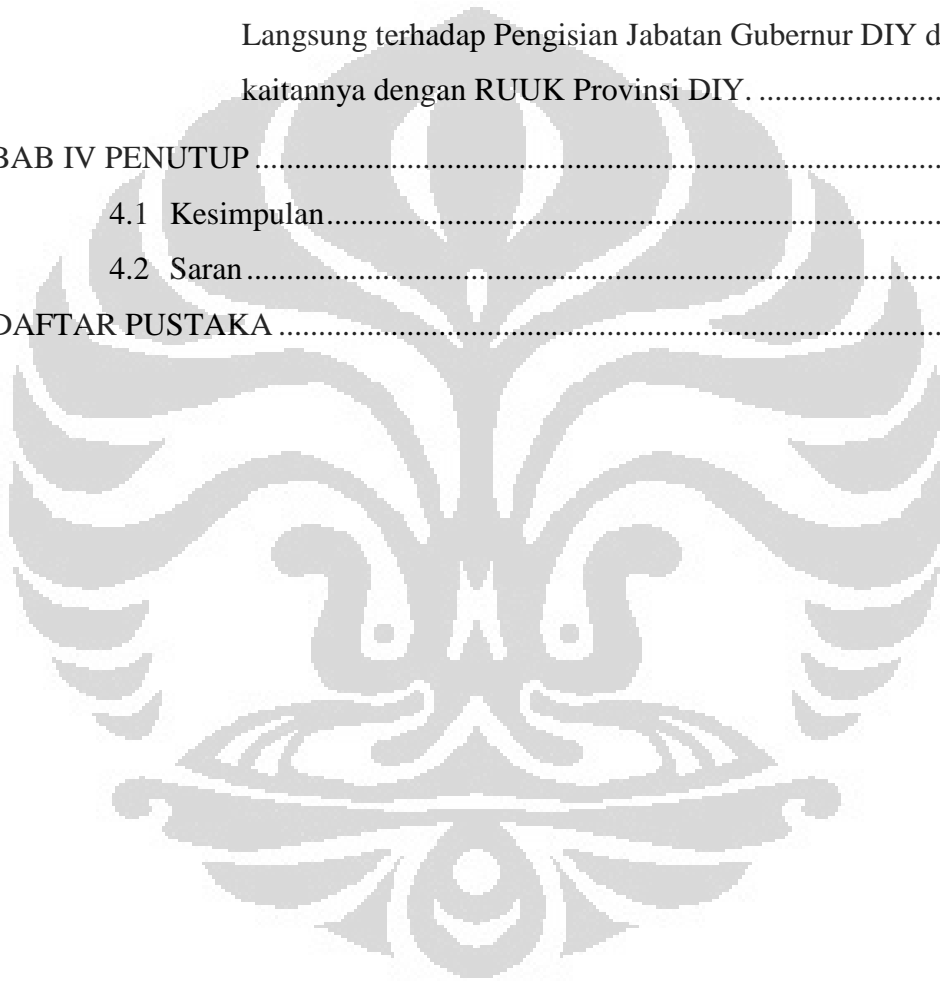 Langsung terhadap Pengisian Jabatan Gubernur DIY d
kaitannya dengan RUUK Provinsi DIY. ........................
BAB IV PENUTUP ................................................................................
4.1 Kesimpulan............................................................................
4.2 Saran.....................................................................................
DAFTAR PUSTAKA .............................................................................